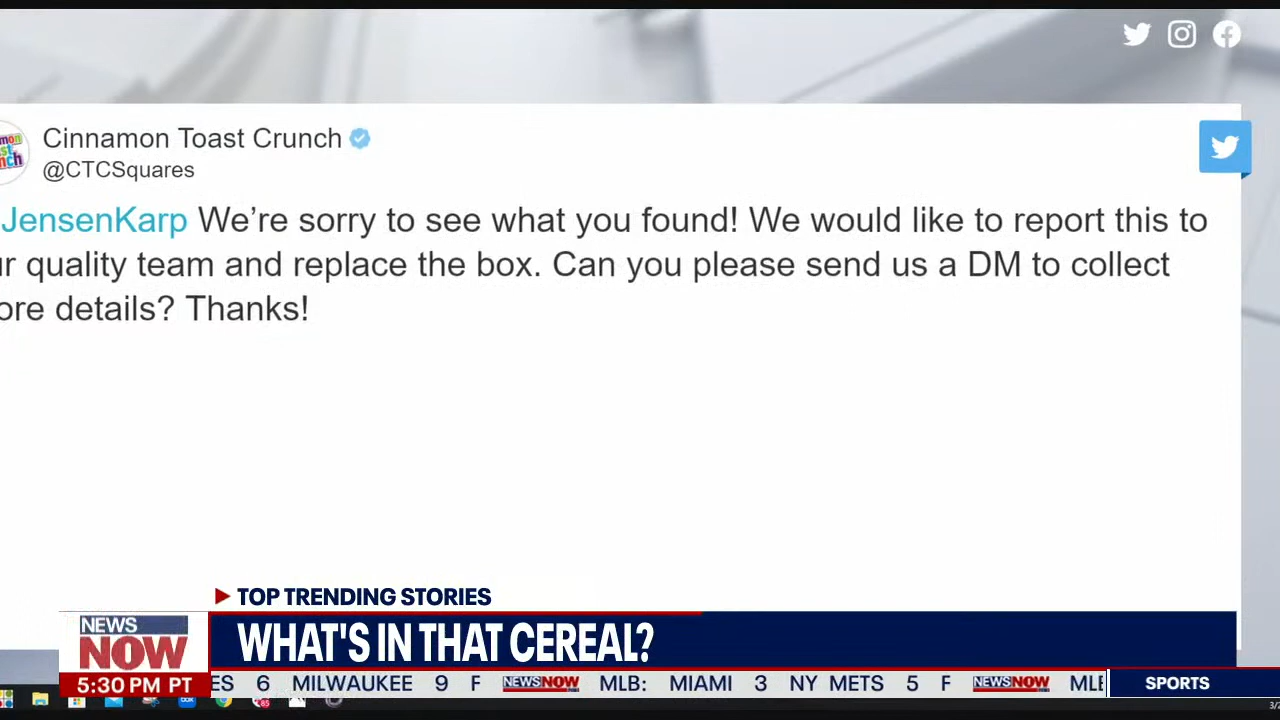 Cinnamon Toast Crunch
@CTCSquares
JensenKarp We’re sorry to see what you found! We would like to report this to
r quality team and replace the box. Can you please send us a DM to collect
ore details? Thanks!
TOP TRENDING STORIES
NEWS
NOW
WHAT'S IN THAT CEREAL?
5:30 PM PT
ES 6 MILWAUKEE 9 F NEWSNOW MLB: MIAMI 3 NY METS 5 F NEWSNOW MLB
SPORTS